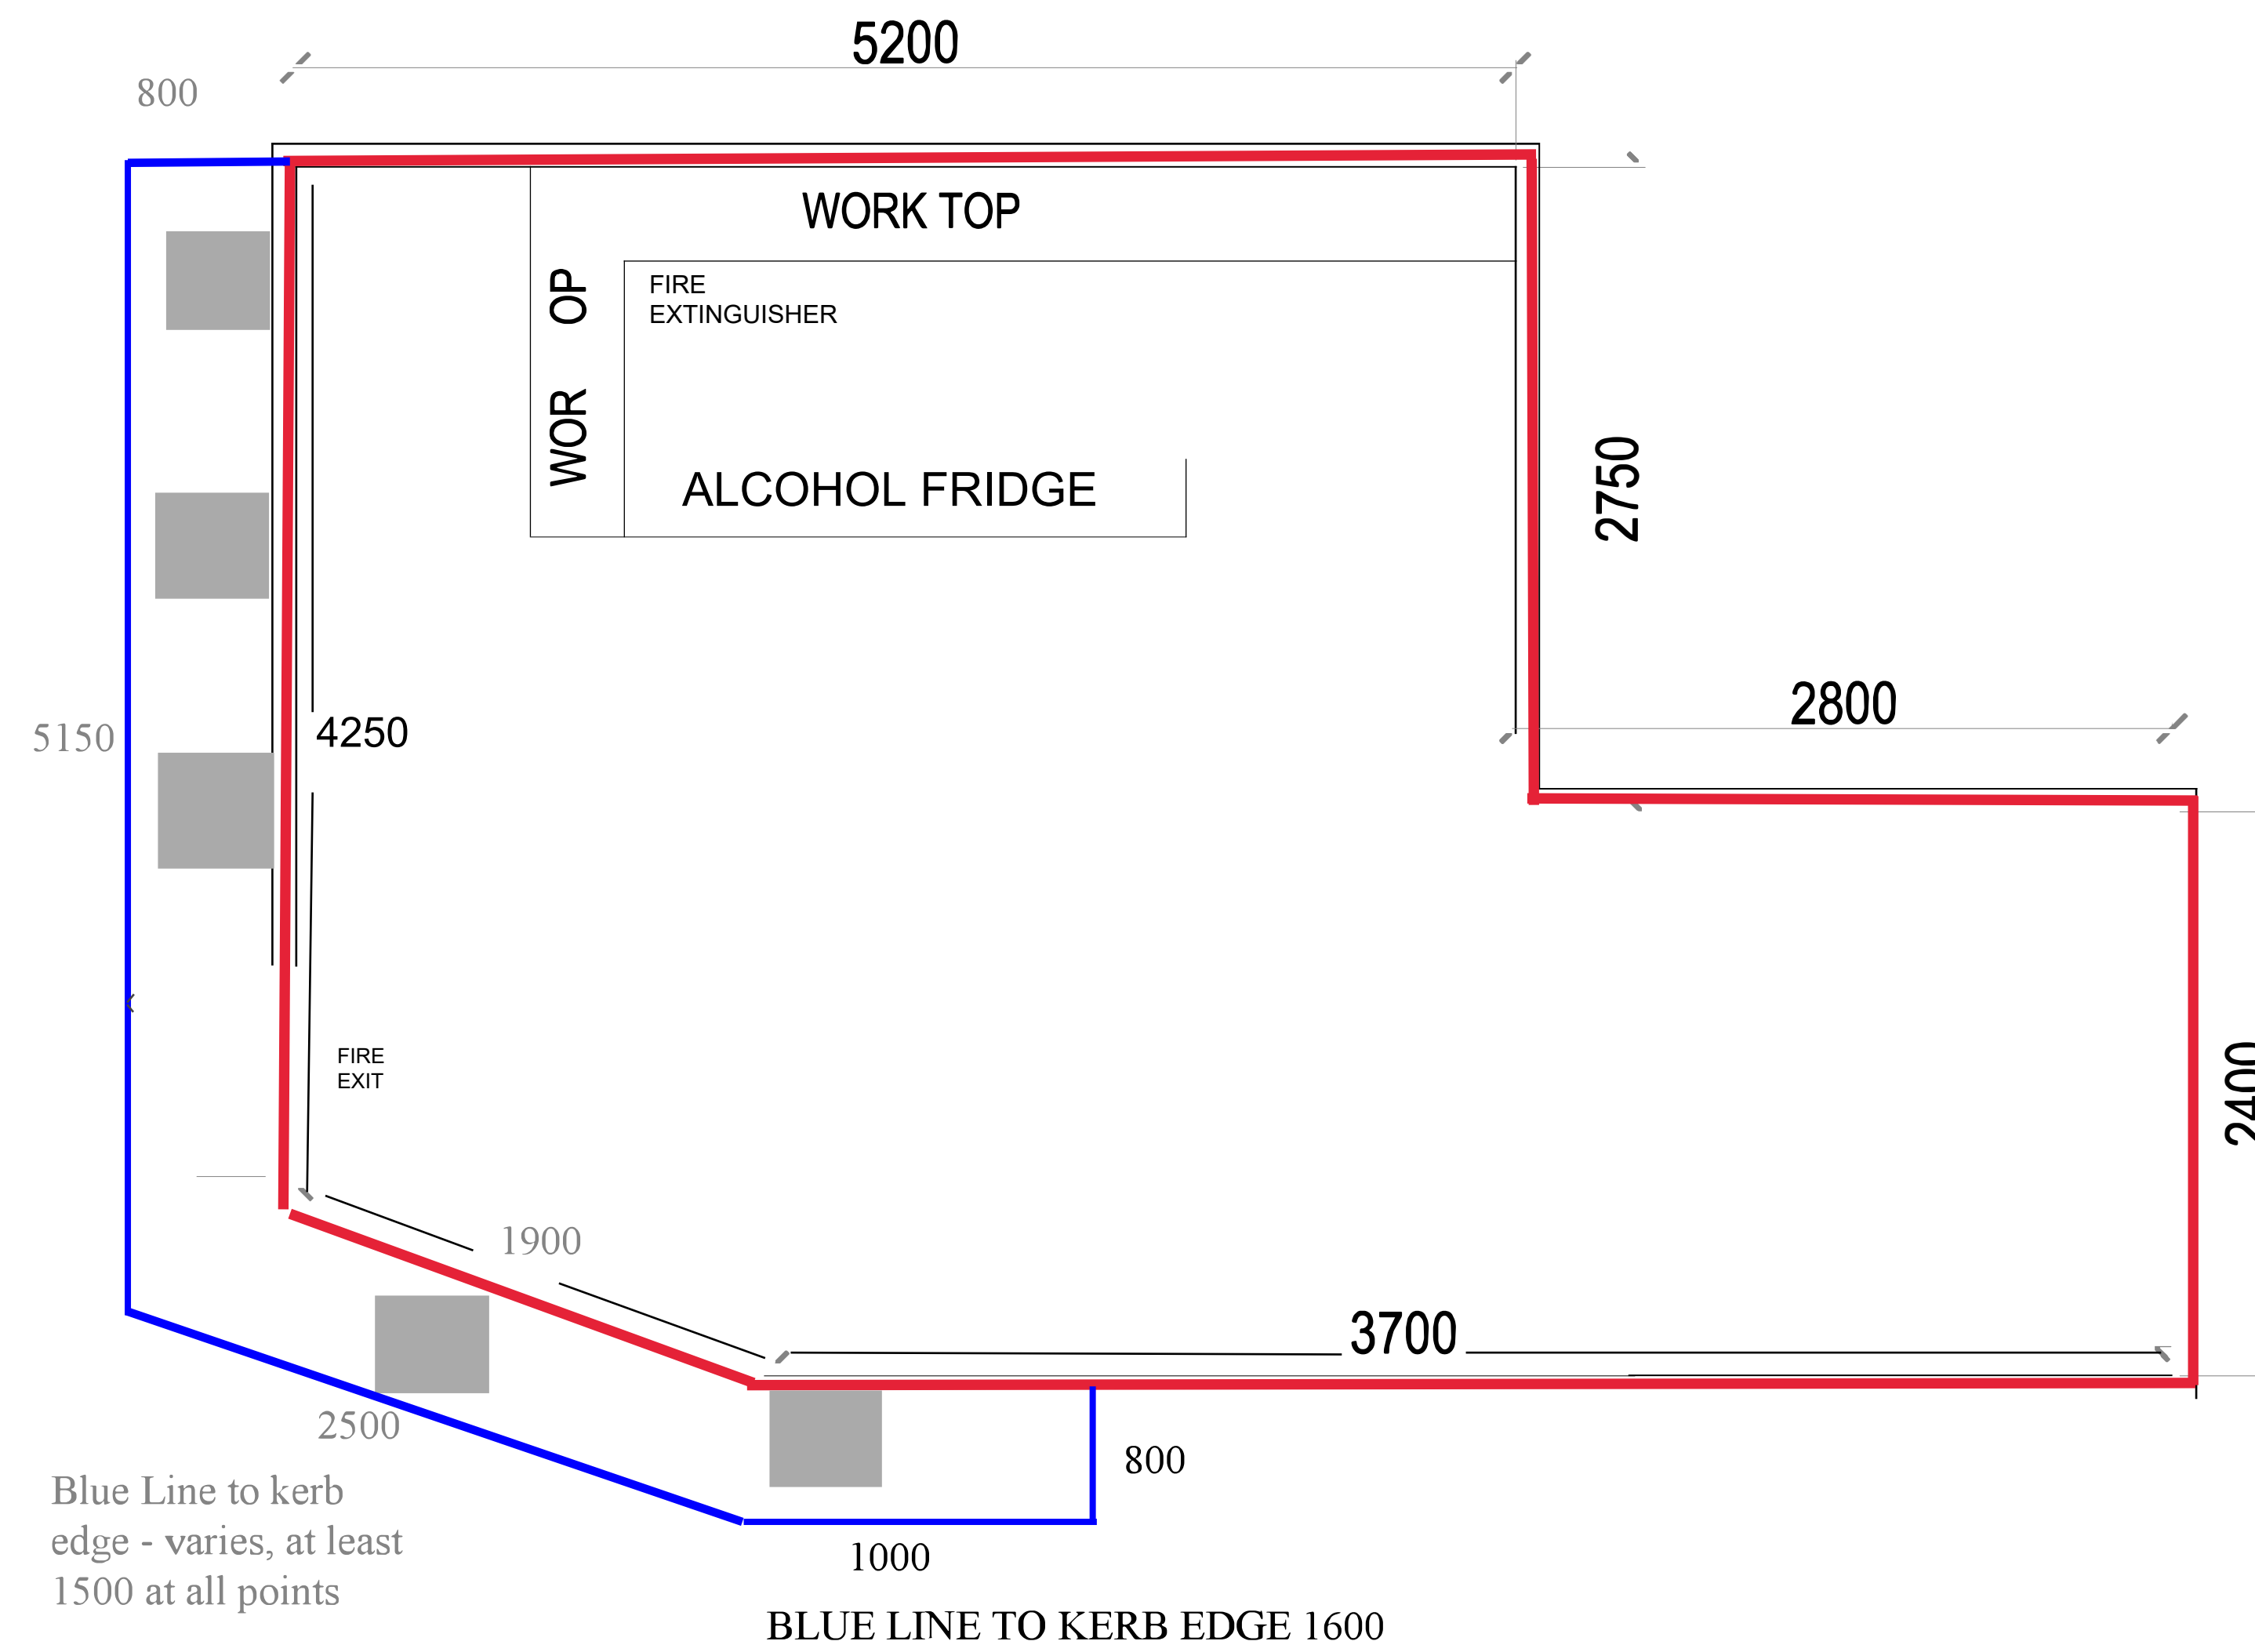 5200
800
WORK TOP
WOR OP
FIRE
EXTINGUISHER
ALCOHOL FRIDGE
2750
2800
4250
5150
2400
FIRE
EXIT
1900
3700
2500
800
Blue Line to kerb
edge - varies, at least
1500 at all points
1000
BLUE LINE TO KERB EDGE 1600